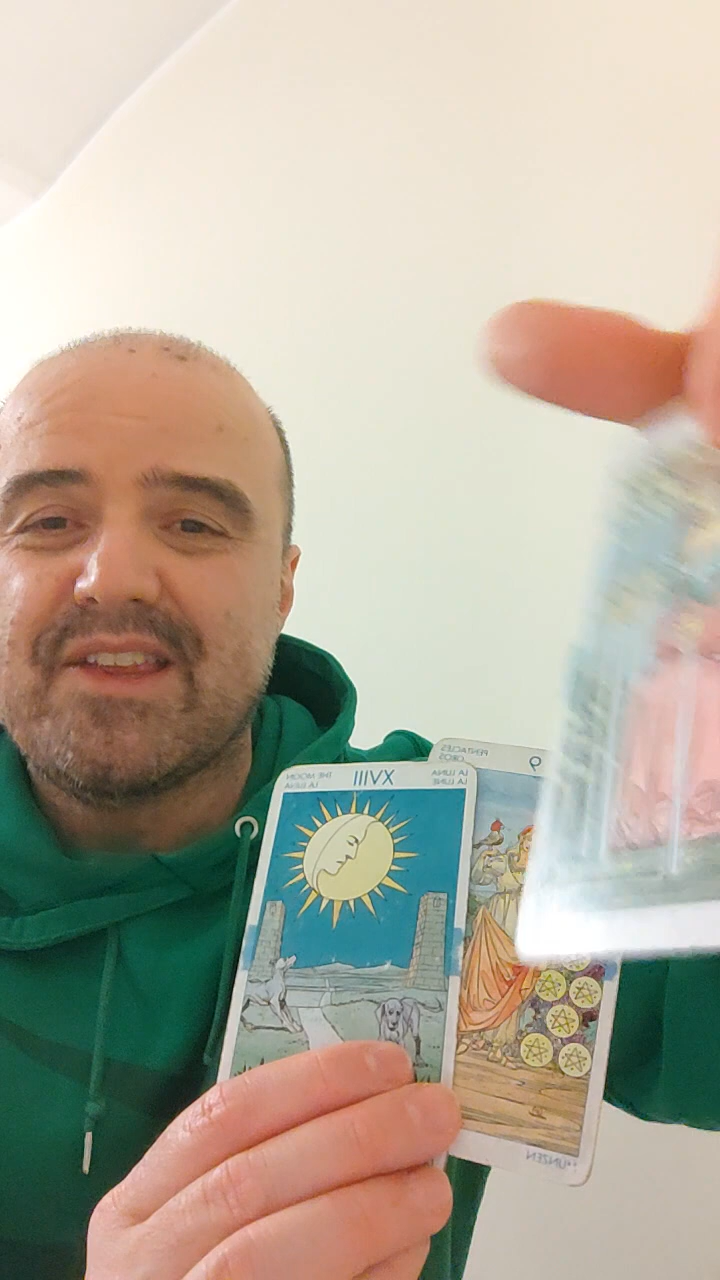 THE MOON
LA LUNA
XVIII
LA LUNA
LA LUNE
PENTACLES
OROS
9